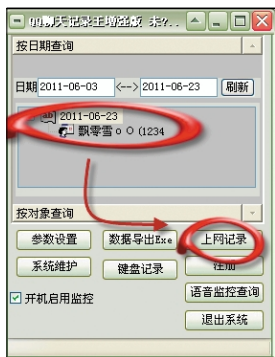 QQ聊天记录王增强版 未?..
按日期查询
日期 2011-06-03 <--> 2011-06-23 刷新
2011-06-23
飘零雪ｏＯ(1234
按对象查询
参数设置 数据导出Exe 上网记录
系统维护 键盘记录 注册
开机启用监控 语音监控查询
退出系统